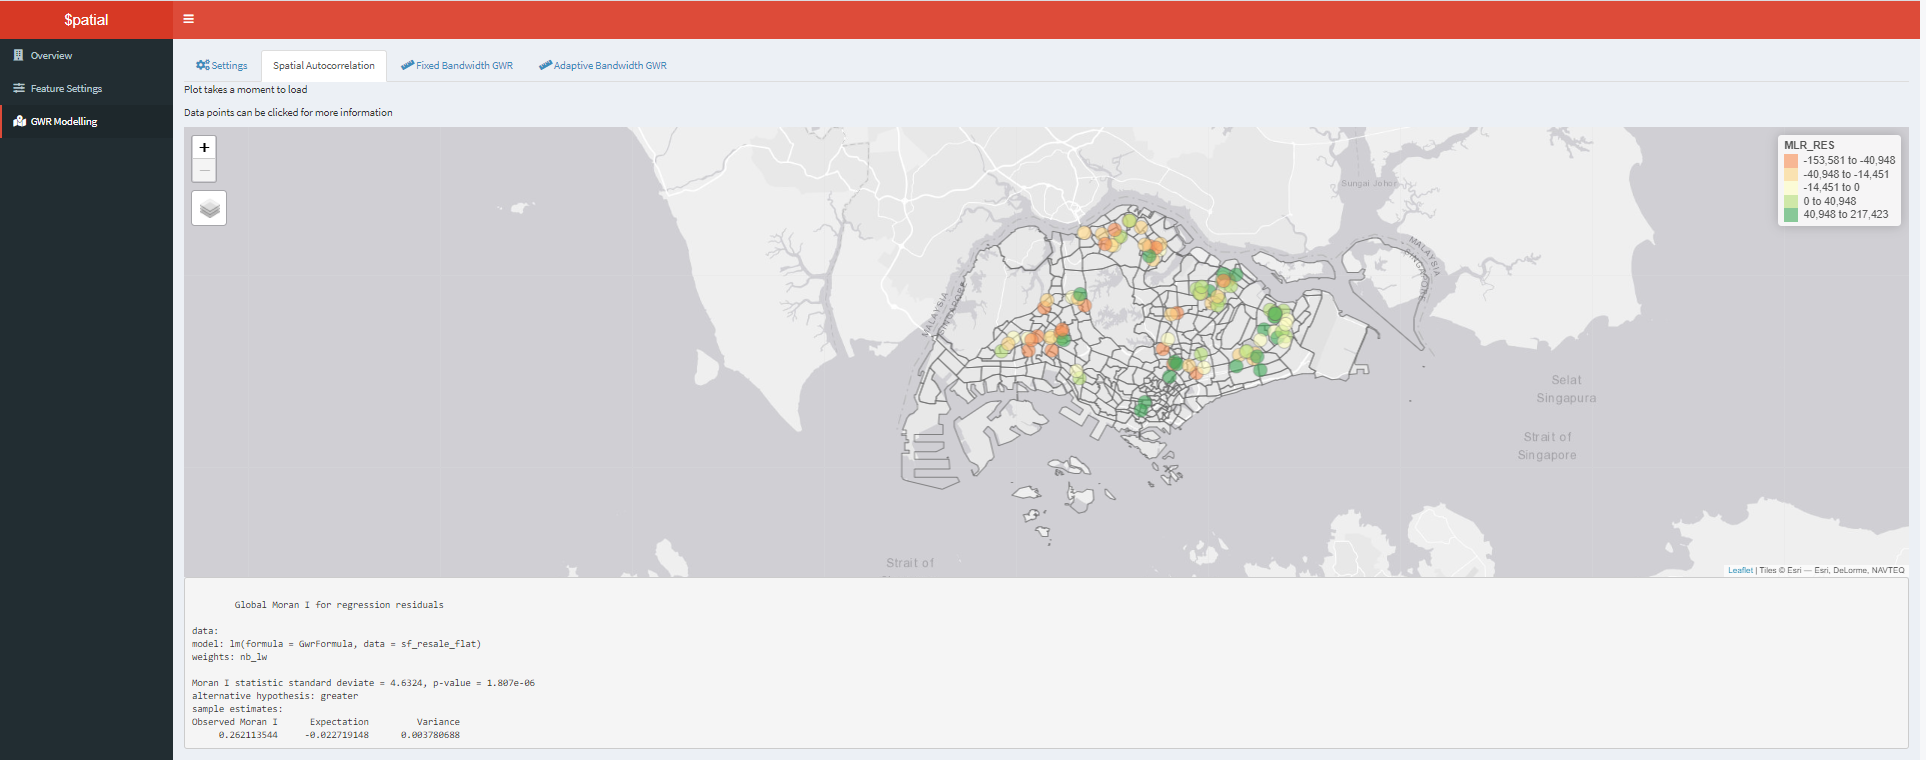 $patial
Overview
Feature Settings
GWR Modelling
Settings
Spatial Autocorrelation
Fixed Bandwidth GWR
Adaptive Bandwidth GWR
Plot takes a moment to load
Data points can be clicked for more information
+
−
MLR_RES
-153,581 to -40,948
-40,948 to -14,451
-14,451 to 0
0 to 40,948
40,948 to 217,423
Sungai Johor
MALAYSIA
SINGAPORE
MALAYSIA
SINGAPORE
Selat
Singapura
Strait of
Singapore
Strait of
Leaflet | Tiles © Esri — Esri, DeLorme, NAVTEQ
Global Moran I for regression residuals
data:
model: lm(formula = GwrFormula, data = sf_resale_flat)
weights: nb_lw
Moran I statistic standard deviate = 4.6324, p-value = 1.807e-06
alternative hypothesis: greater
sample estimates:
Observed Moran I Expectation Variance
0.262113544 -0.022719148 0.003780688